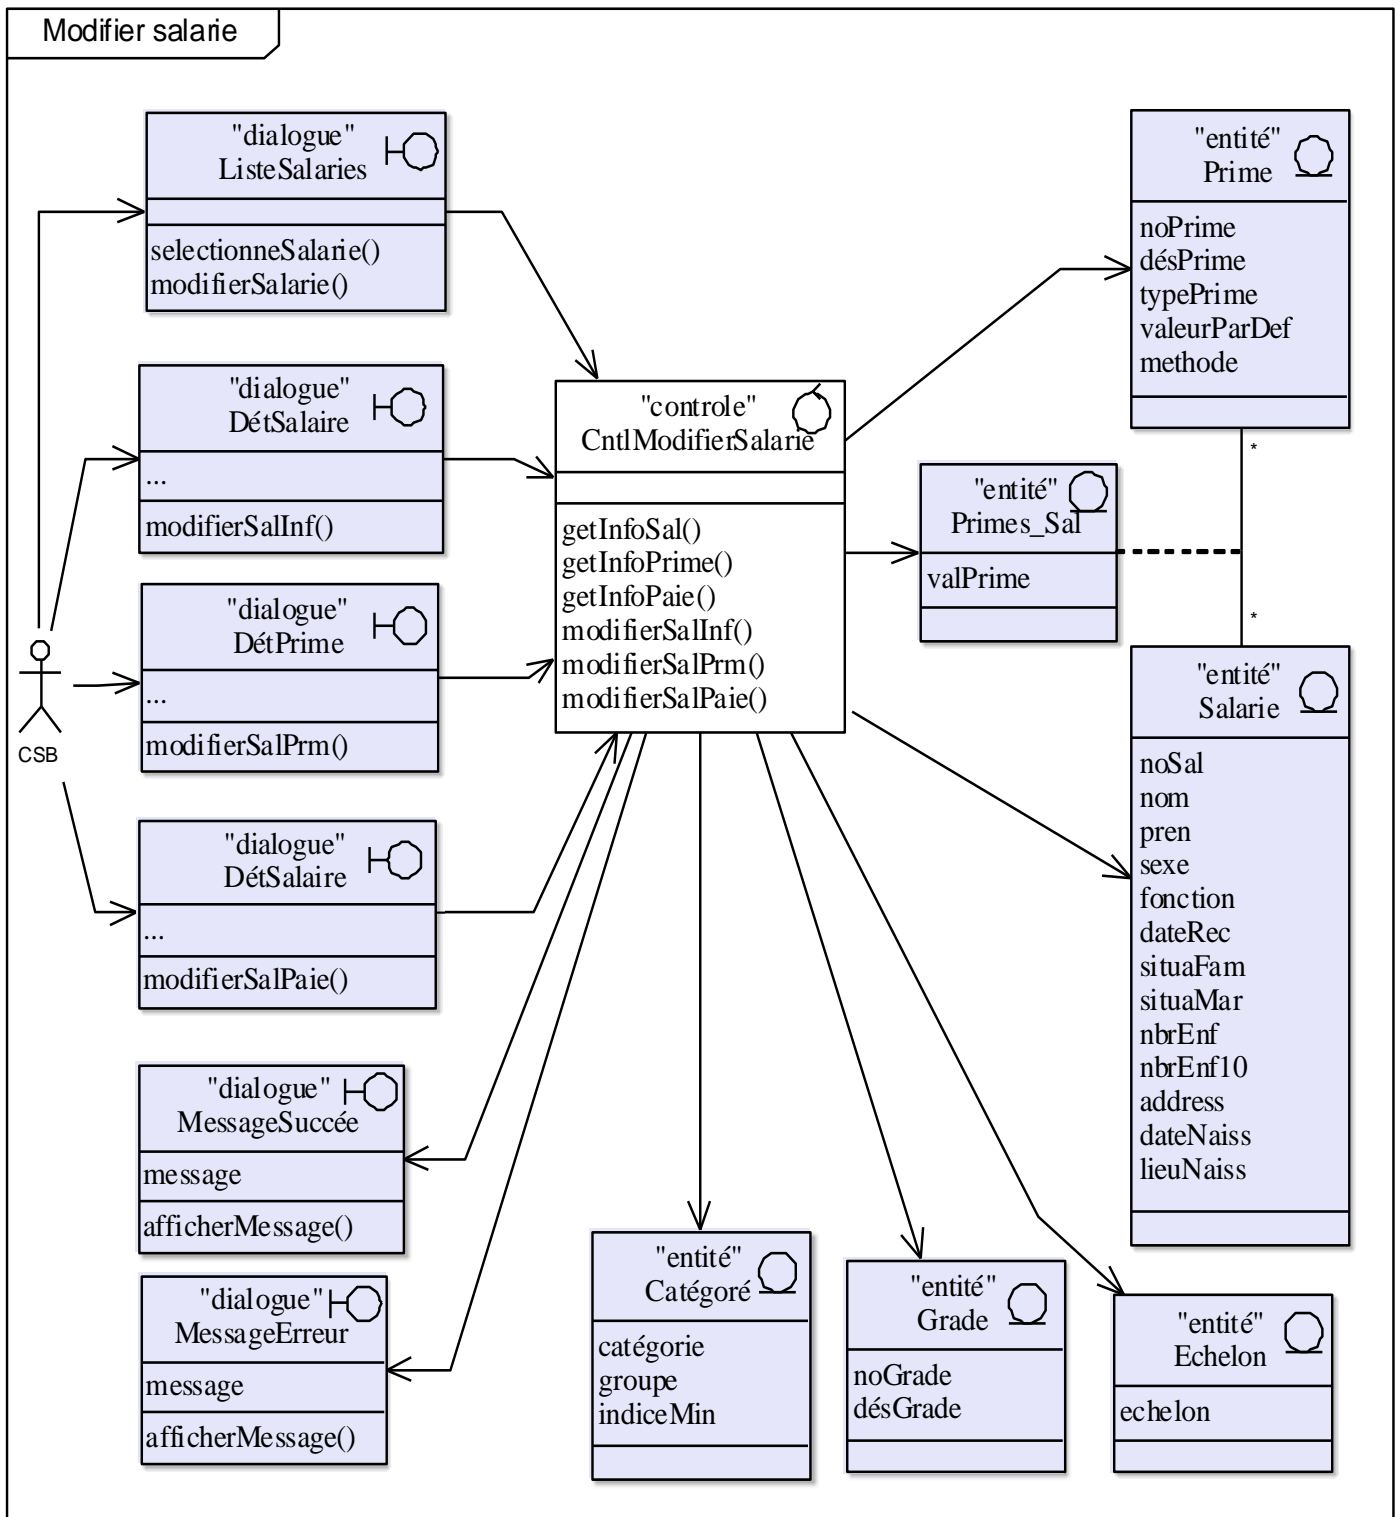 Modifier salarie
"dialogue"
ListeSalaries
selectionneSalarie()
modifierSalarie()
"dialogue"
DétSalaire
...
modifierSalInf()
"dialogue"
DétPrime
...
modifierSalPrm()
CSB
"dialogue"
DétSalaire
...
modifierSalPaie()
"dialogue"
MessageSuccée
message
afficherMessage()
"dialogue"
MessageErreur
message
afficherMessage()
"controle"
CntlModifierSalarie
getInfoSal()
getInfoPrime()
getInfoPaie()
modifierSalInf()
modifierSalPrm()
modifierSalPaie()
"entité"
Prime
noPrime
désPrime
typePrime
valeurParDef
methode
*
"entité"
Primes_Sal
valPrime
*
"entité"
Salarie
noSal
nom
pren
sexe
fonction
dateRec
situaFam
situaMar
nbrEnf
nbrEnf10
address
dateNaiss
lieuNaiss
"entité"
Catégoré
catégorie
groupe
indiceMin
"entité"
Grade
noGrade
désGrade
"entité"
Echelon
echelon